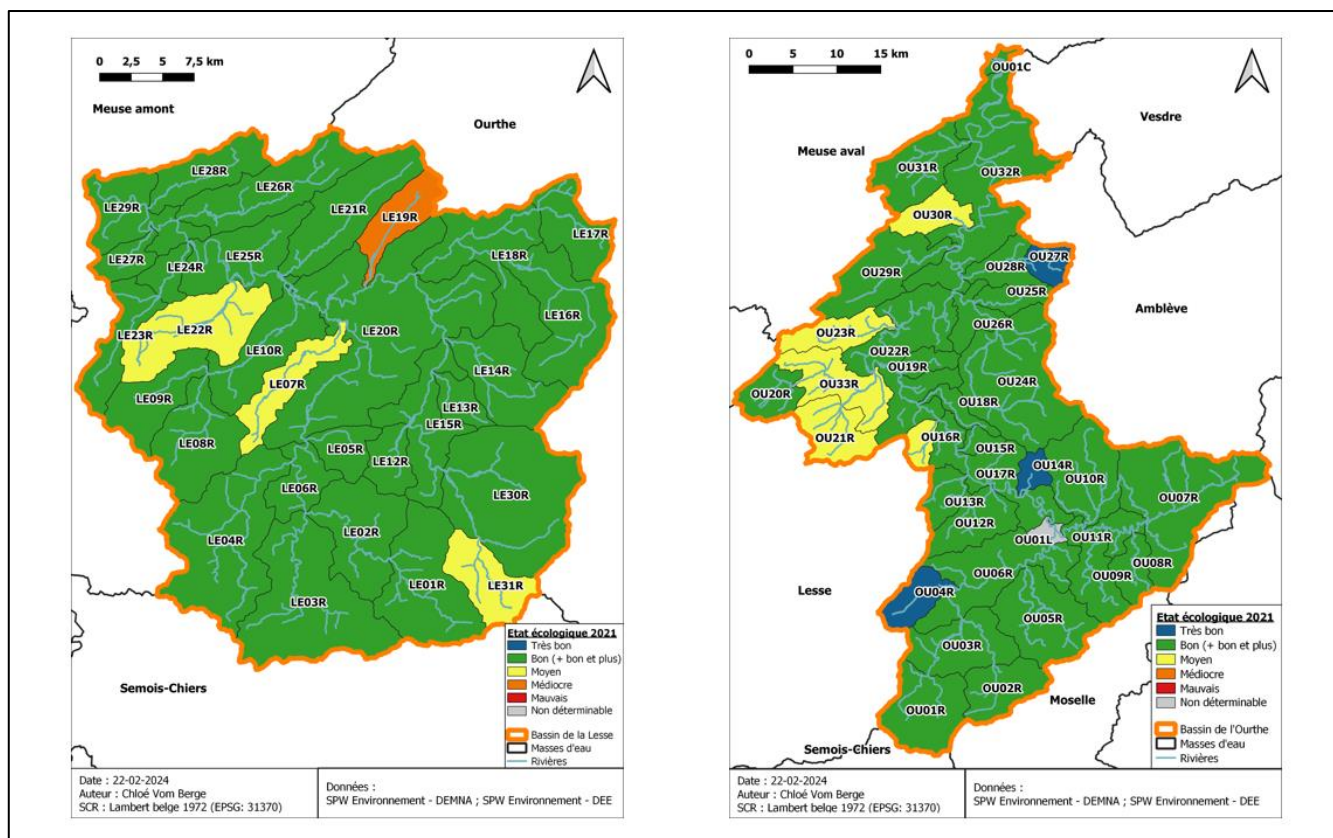 0 2,5 5 7,5 km
Meuse amont
Ourthe
LE28R
LE26R
LE29R
LE21R
LE19R
LE17R
LE27R
LE24R
LE25R
LE18R
LE23R
LE22R
LE20R
LE16R
LE10R
LE07R
LE14R
LE09R
LE13R
LE15R
LE08R
LE05R
LE12R
LE06R
LE30R
LE04R
LE02R
LE01R
LE31R
LE03R
Semois-Chiers
Etat écologique 2021
Très bon
Bon (+ bon et plus)
Moyen
Médiocre
Mauvais
Non déterminable
Bassin de la Lesse
Masses d'eau
Rivières
Date : 22-02-2024
Auteur : Chloé Vom Berge
SCR : Lambert belge 1972 (EPSG: 31370)
Données :
SPW Environnement - DEMNA ; SPW Environnement - DEE
0 5 10 15 km
OU01C
Vesdre
Meuse aval
OU31R
OU32R
OU30R
OU27R
OU28R
OU29R
OU25R
Amblève
OU23R
OU26R
OU22R
OU19R
OU33R
OU20R
OU24R
OU18R
OU21R
OU16R
OU15R
OU14R
OU17R
OU10R
OU07R
OU13R
OU12R
OU01L
OU11R
OU08R
OU06R
OU09R
Lesse
OU04R
OU05R
OU03R
OU02R
OU01R
Moselle
Semois-Chiers
Etat écologique 2021
Très bon
Bon (+ bon et plus)
Moyen
Médiocre
Mauvais
Non déterminable
Bassin de l'Ourthe
Masses d'eau
Rivières
Date : 22-02-2024
Auteur : Chloé Vom Berge
SCR : Lambert belge 1972 (EPSG: 31370)
Données :
SPW Environnement - DEMNA ; SPW Environnement - DEE